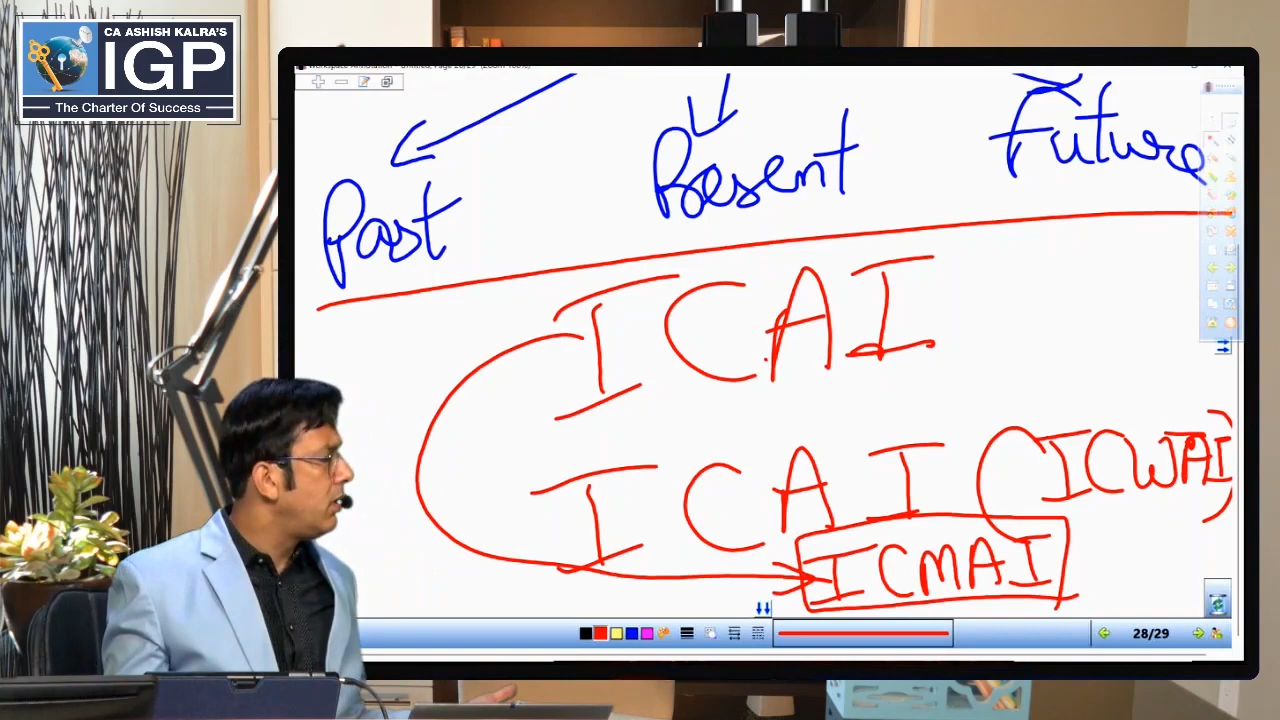 CA ASHISH KALRA'S
IGP
The Charter Of Success
Past
Present
Future
ICAI
ICAI (ICWAI)
ICMAI
28/29